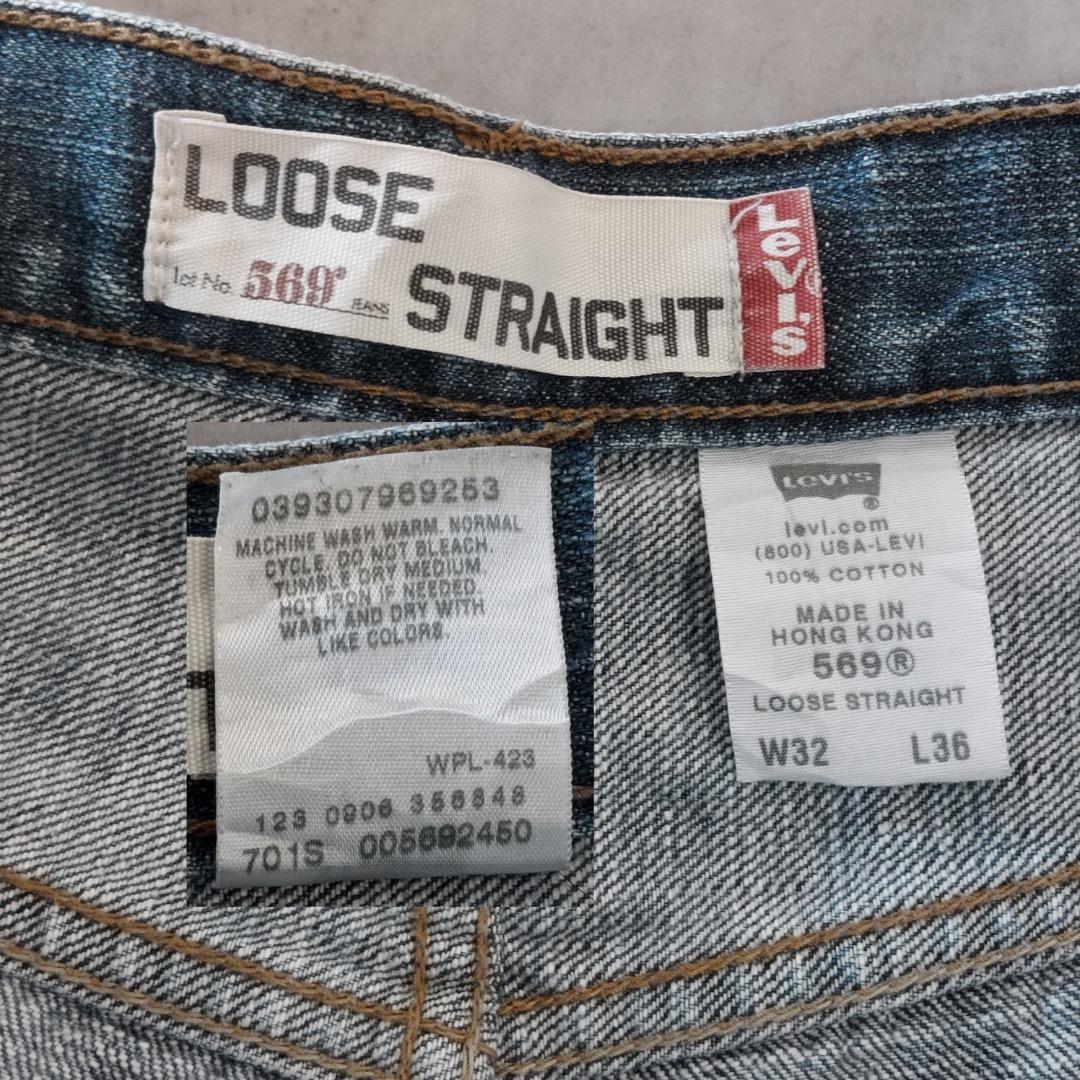 LOOSE
Lot No. 569® JEANS
STRAIGHT
LEVI'S®
039307969253
MACHINE WASH WARM, NORMAL
CYCLE. DO NOT BLEACH.
TUMBLE DRY MEDIUM.
HOT IRON IF NEEDED.
WASH AND DRY WITH
LIKE COLORS.
WPL-423
123 0906 356846
701S 005692450
Levi's
®
levi.com
(800) USA-LEVI
100% COTTON
MADE IN
HONG KONG
569®
LOOSE STRAIGHT
W32 L36